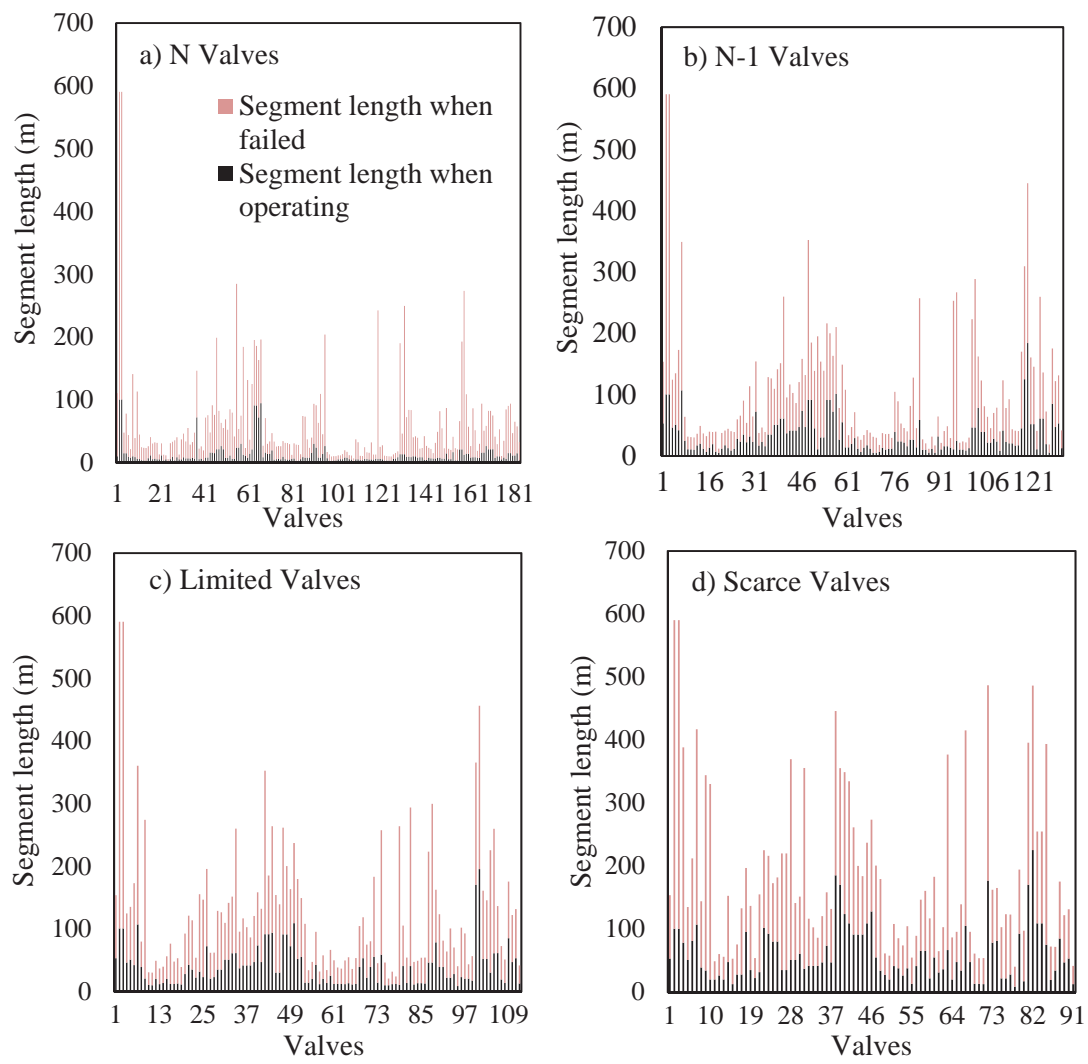 a) N Valves
Segment length when
failed
Segment length when
operating
Segment length (m)
700
600
500
400
300
200
100
0
1 21 41 61 81 101 121 141 161 181
Valves
b) N-1 Valves
Segment length (m)
700
600
500
400
300
200
100
0
1 16 31 46 61 76 91 106 121
Valves
c) Limited Valves
Segment length (m)
700
600
500
400
300
200
100
0
1 13 25 37 49 61 73 85 97 109
Valves
d) Scarce Valves
Segment length (m)
700
600
500
400
300
200
100
0
1 10 19 28 37 46 55 64 73 82 91
Valves